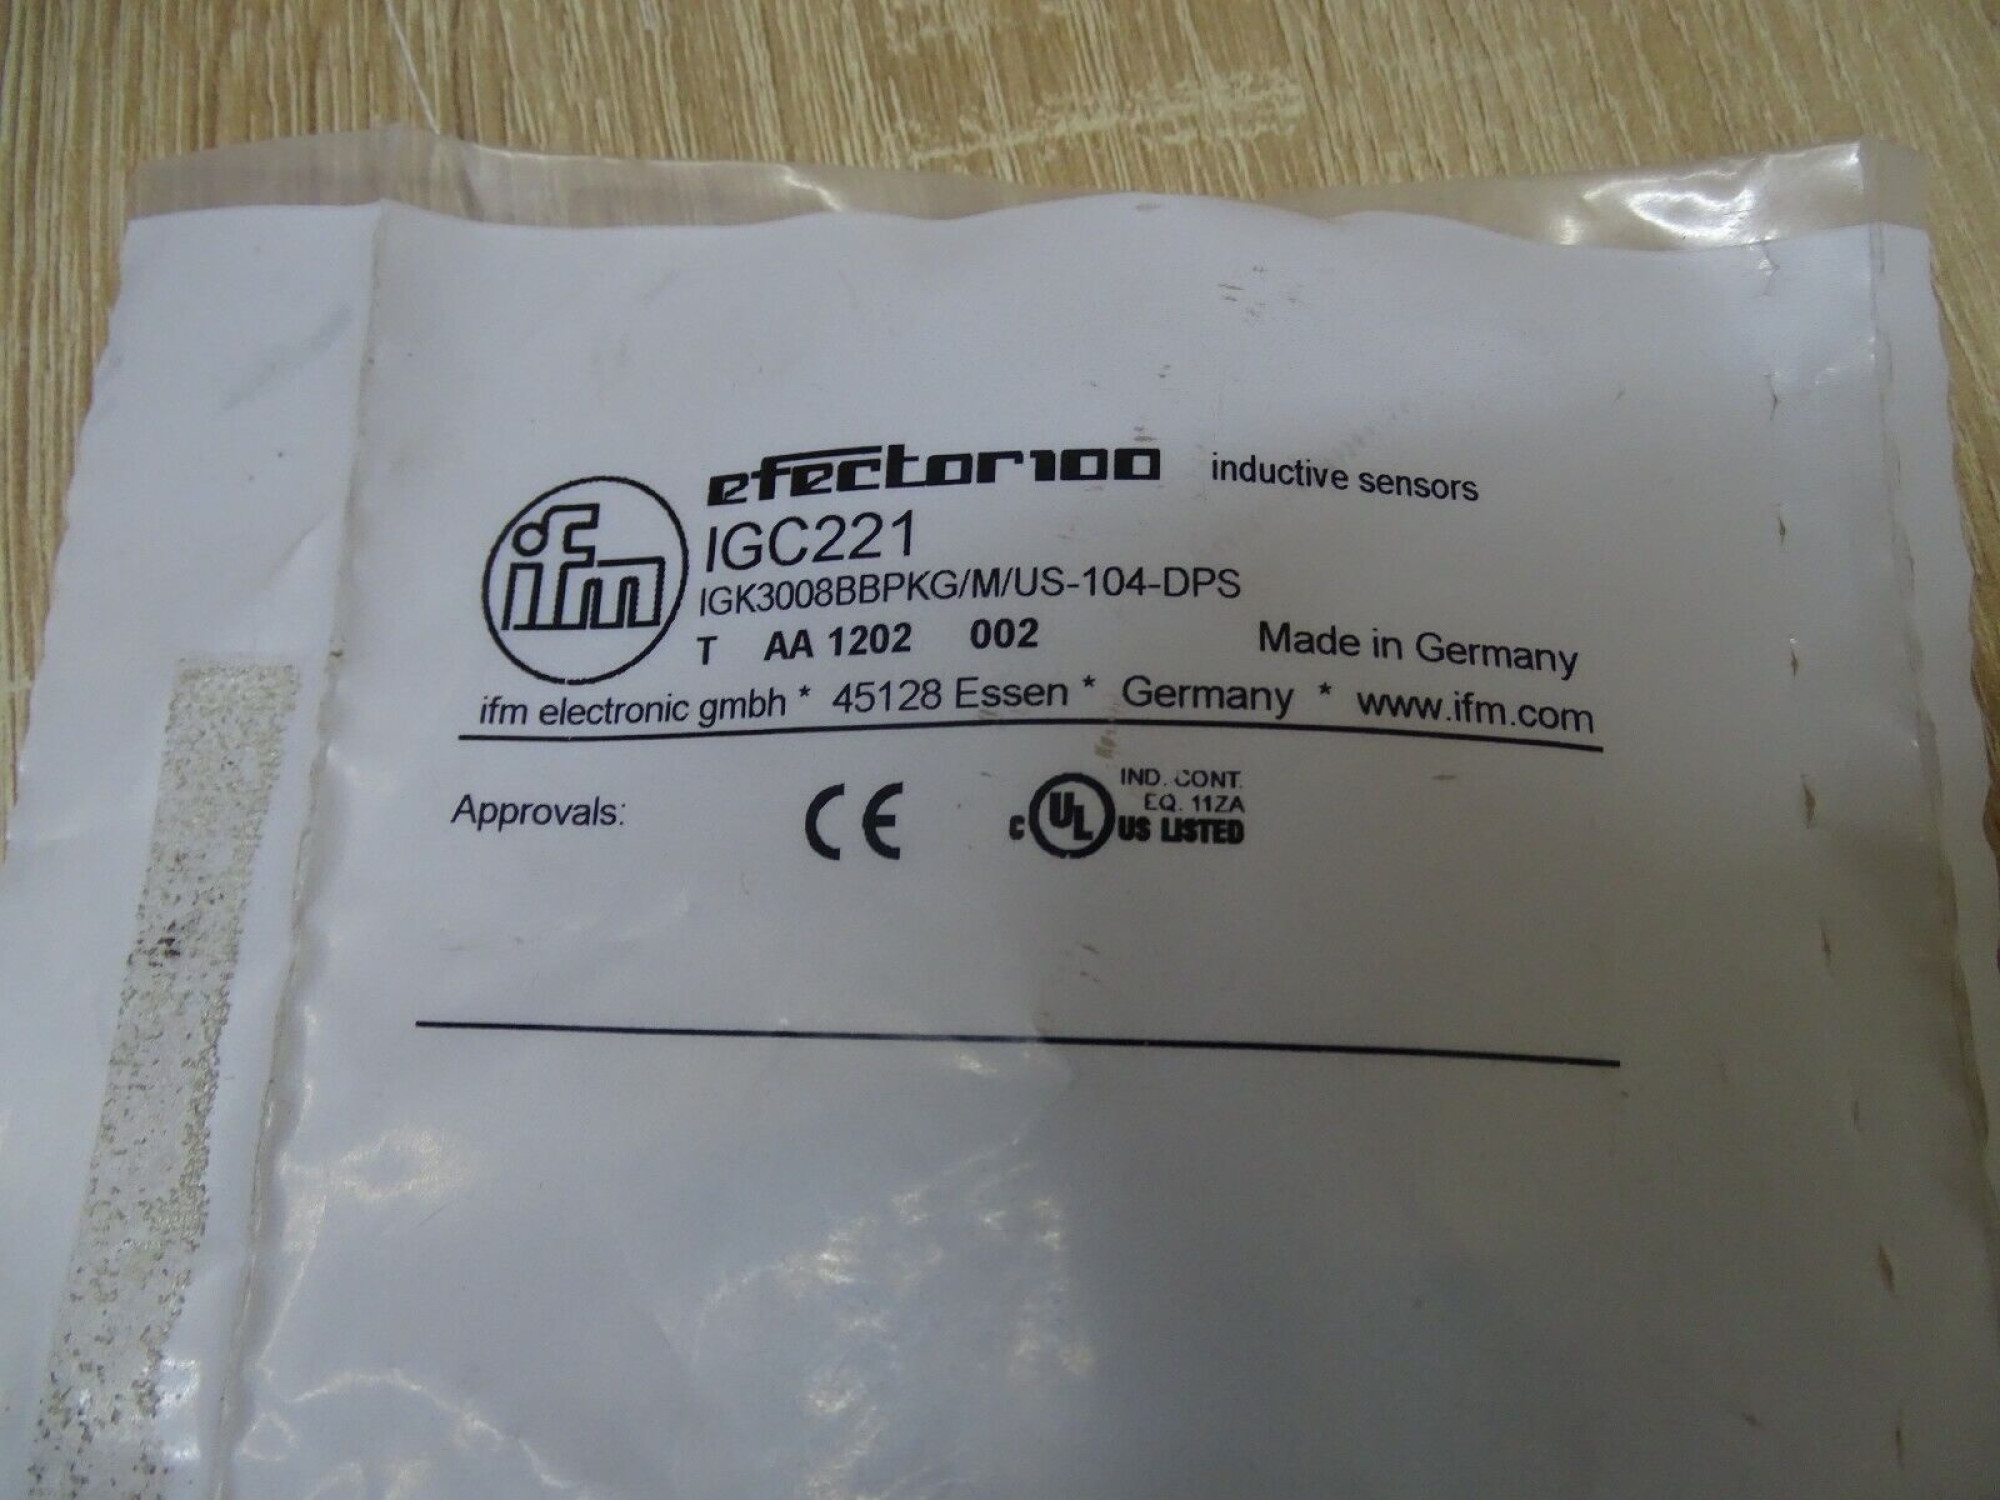 efector100 inductive sensors
ifm
IGC221
IGK3008BBPKG/M/US-104-DPS
T AA 1202 002 Made in Germany
ifm electronic gmbh * 45128 Essen * Germany * www.ifm.com
Approvals: CE
IND. CONT.
EQ. 11ZA
c UL US LISTED